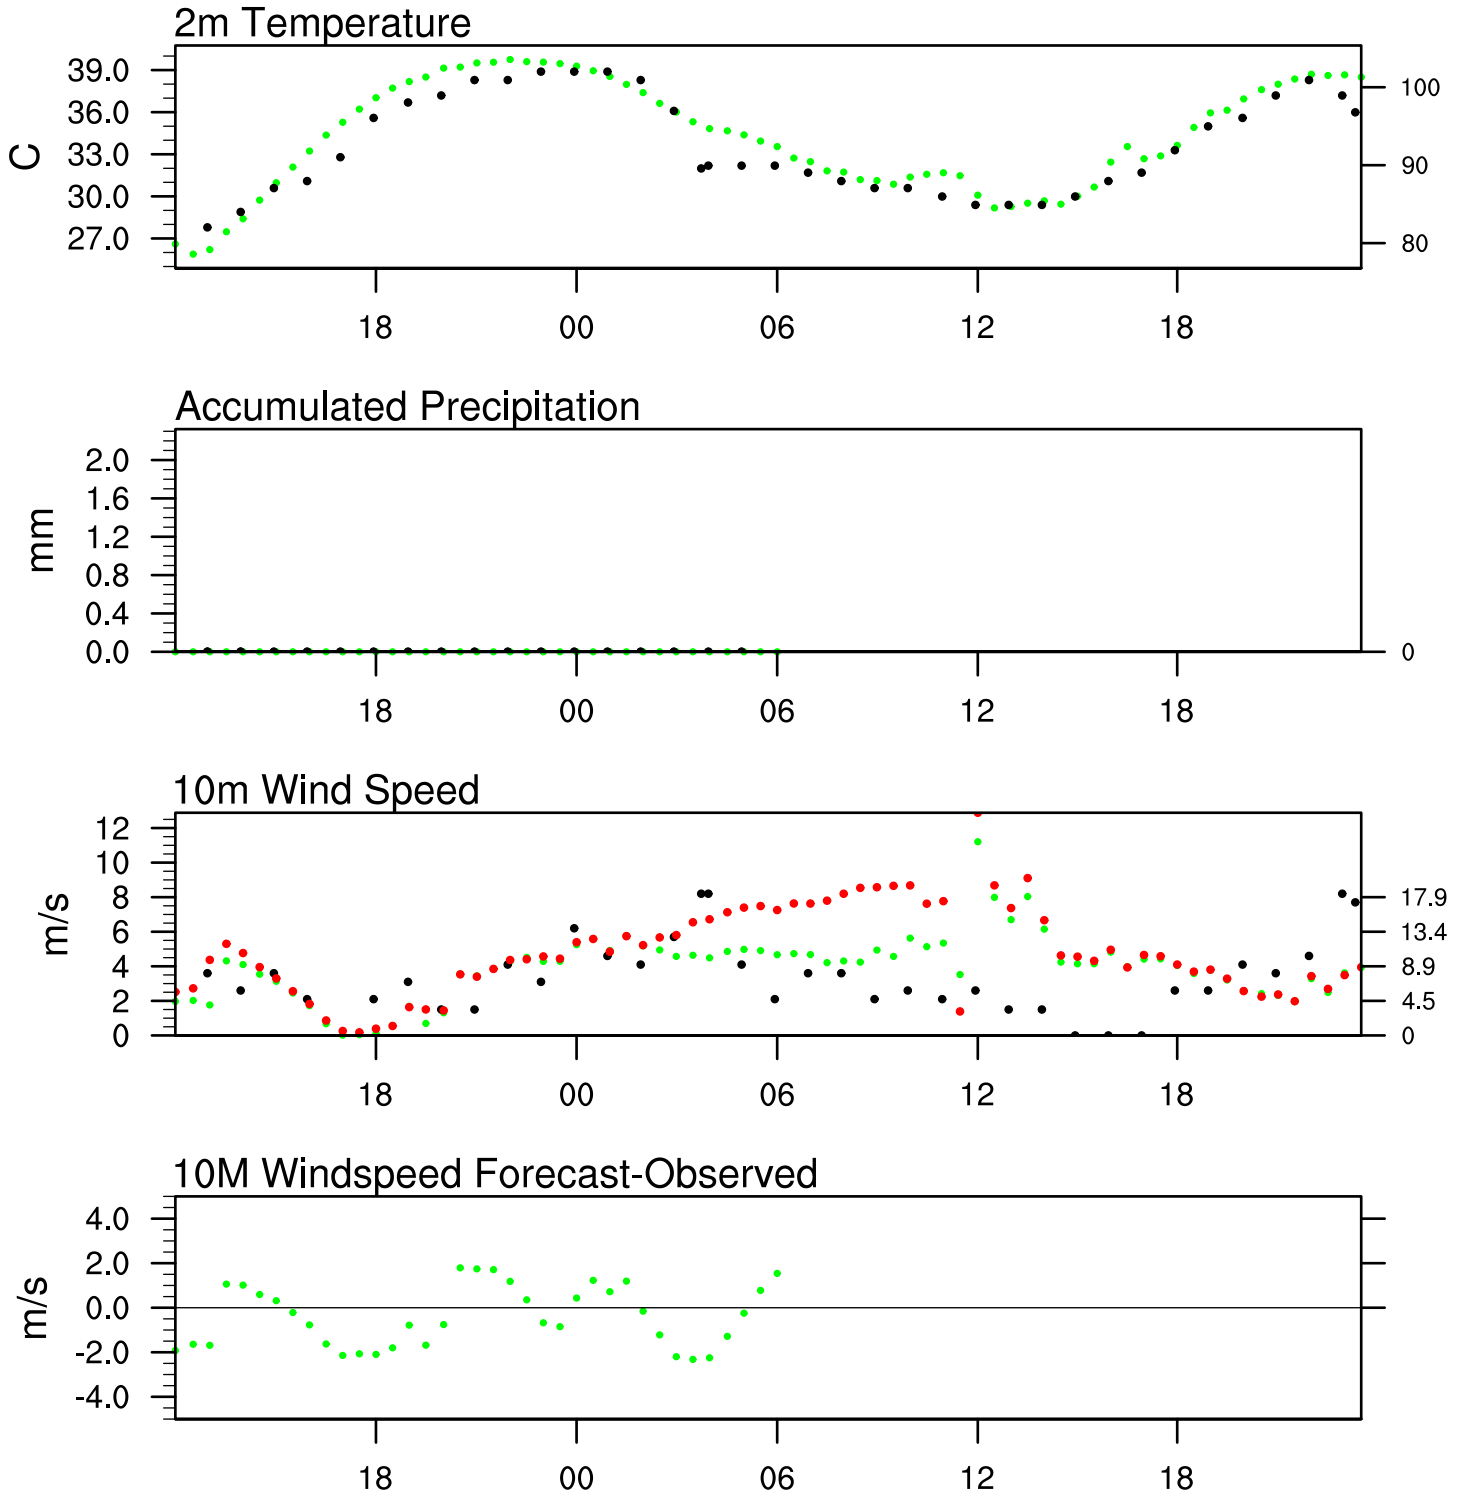 2m Temperature
39.0
36.0
33.0
30.0
27.0
C
100
90
80
18 00 06 12 18
Accumulated Precipitation
2.0
1.6
1.2
0.8
0.4
0.0
mm
0
18 00 06 12 18
10m Wind Speed
12
10
8
6
4
2
0
m/s
17.9
13.4
8.9
4.5
0
18 00 06 12 18
10M Windspeed Forecast-Observed
4.0
2.0
0.0
-2.0
-4.0
m/s
18 00 06 12 18